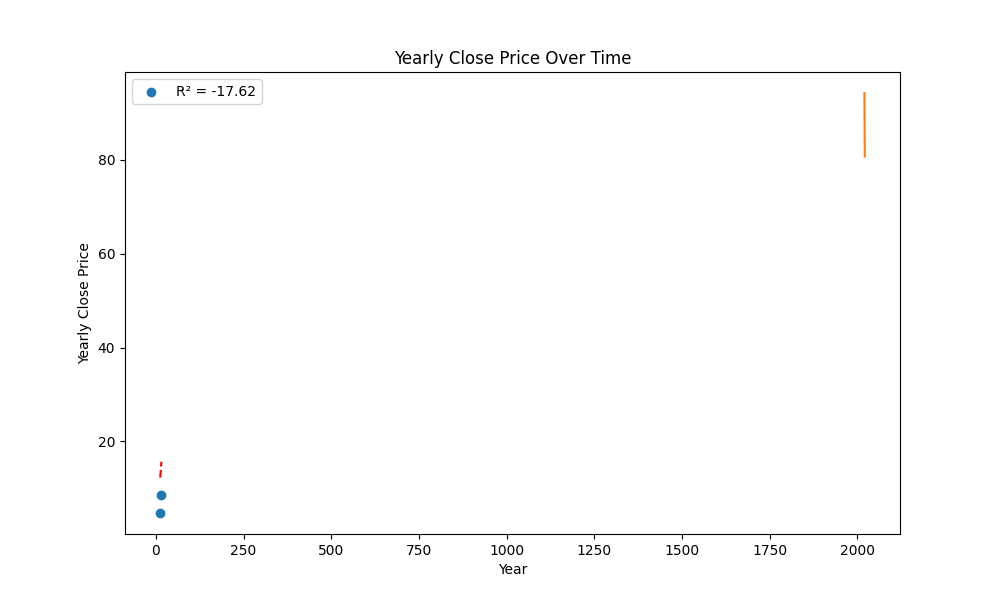 Yearly Close Price Over Time
R² = -17.62
80
60
40
20
Yearly Close Price
0 250 500 750 1000 1250 1500 1750 2000
Year